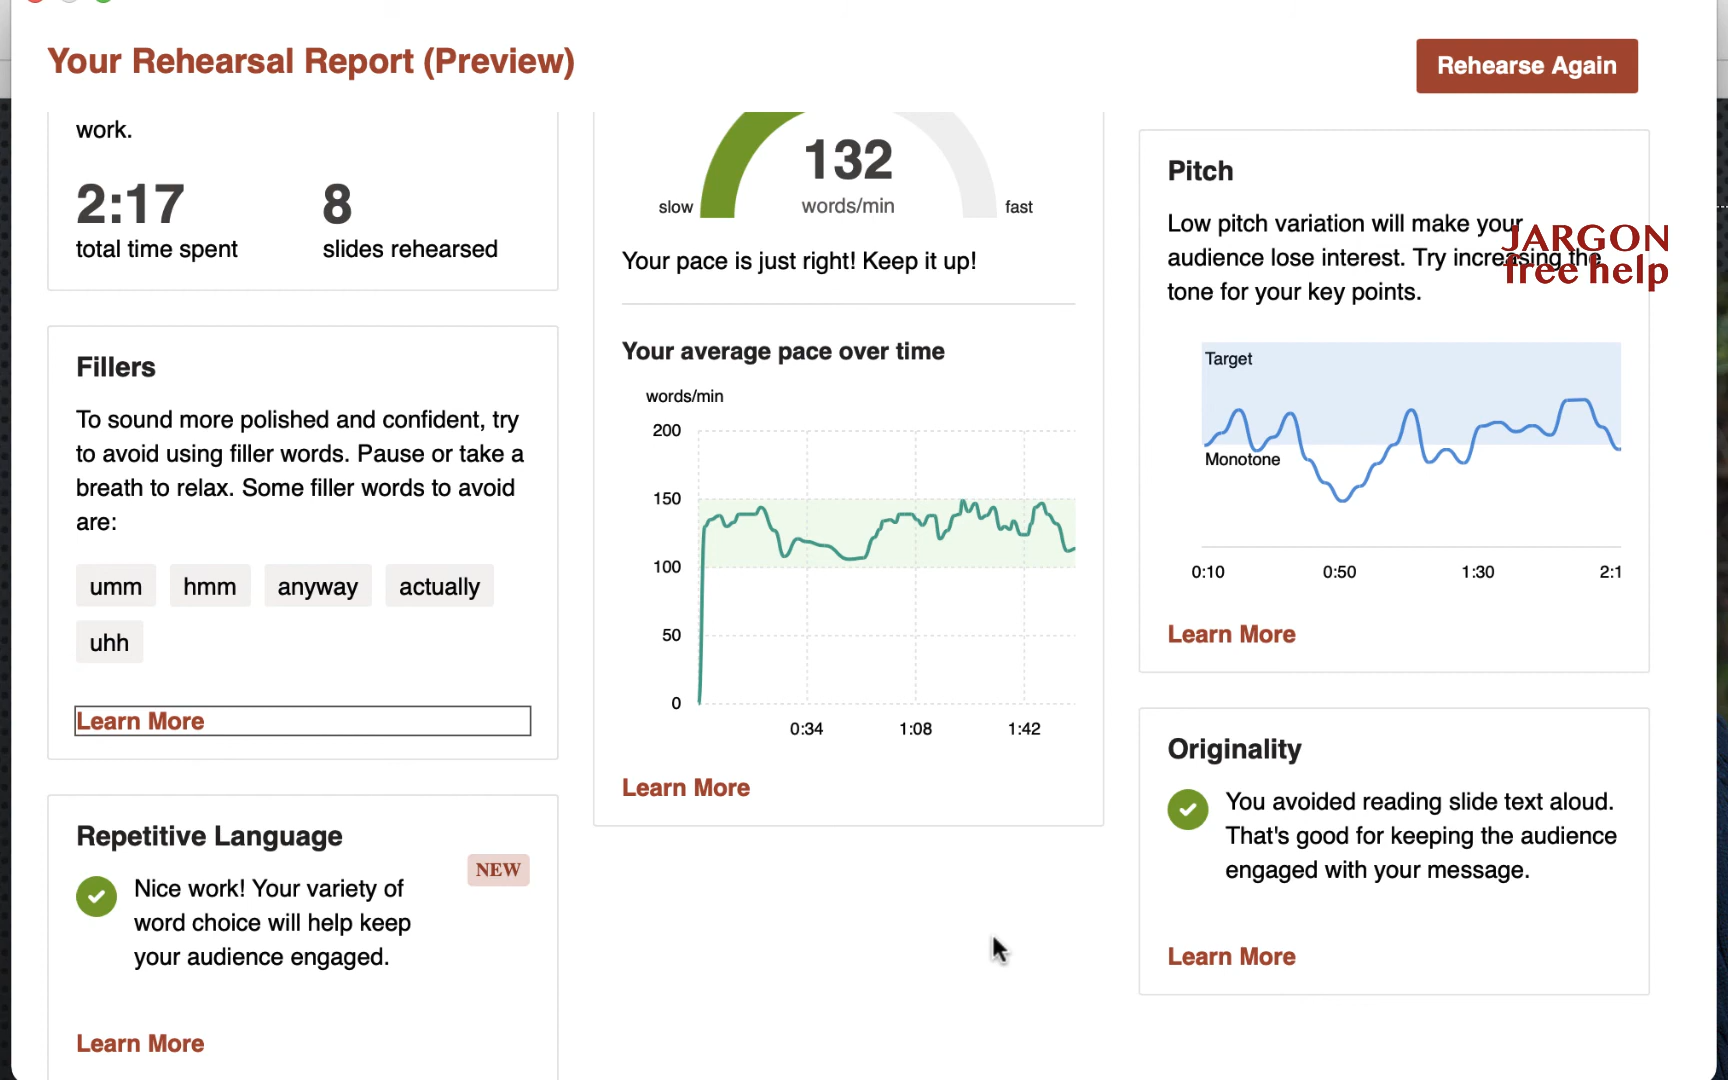 Your Rehearsal Report (Preview)
Rehearse Again
work.
2:17
total time spent
8
slides rehearsed
Fillers
To sound more polished and confident, try
to avoid using filler words. Pause or take a
breath to relax. Some filler words to avoid
are:
umm
hmm
anyway
actually
uhh
Learn More
Repetitive Language
NEW
Nice work! Your variety of
word choice will help keep
your audience engaged.
Learn More
132
words/min
slow
fast
Your pace is just right! Keep it up!
Your average pace over time
words/min
200
150
100
50
0
0:34
1:08
1:42
Learn More
Pitch
Low pitch variation will make your
audience lose interest. Try increasing the
tone for your key points.
JARGON
free help
Target
Monotone
0:10
0:50
1:30
2:1
Learn More
Originality
You avoided reading slide text aloud.
That's good for keeping the audience
engaged with your message.
Learn More